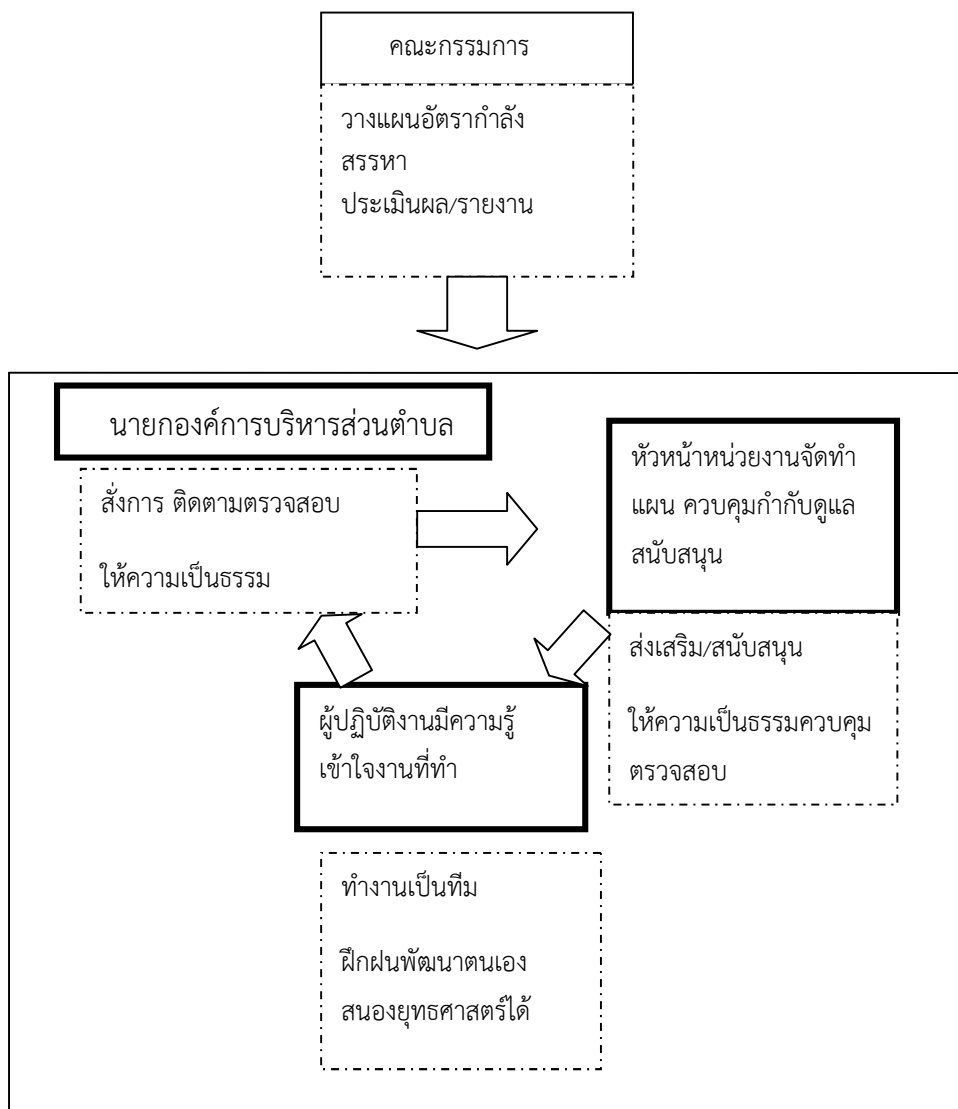 คณะกรรมการ
วางแผนอัตรากำลัง
สรรหา
ประเมินผล/รายงาน
นายกองค์การบริหารส่วนตำบล
สั่งการ ติดตามตรวจสอบ
ให้ความเป็นธรรม
หัวหน้าหน่วยงานจัดทำ
แผน ควบคุมกำกับดูแล
สนับสนุน
ส่งเสริม/สนับสนุน
ให้ความเป็นธรรมควบคุม
ตรวจสอบ
ผู้ปฏิบัติงานมีความรู้
เข้าใจงานที่ทำ
ทำงานเป็นทีม
ฝึกฝนพัฒนาตนเอง
สนองยุทธศาสตร์ได้